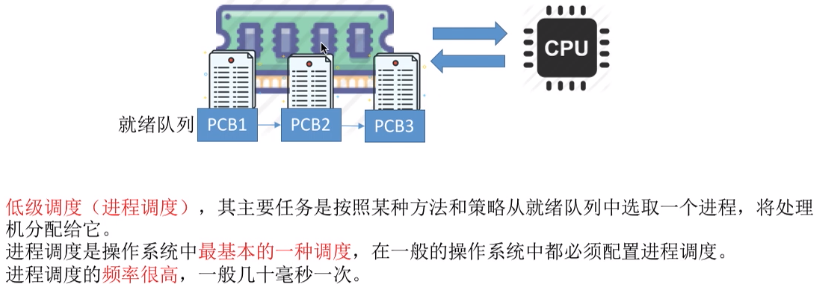 CPU
就绪队列 PCB1 PCB2 PCB3
低级调度（进程调度），其主要任务是按照某种方法和策略从就绪队列中选取一个进程，将处理
机分配给它。
进程调度是操作系统中最基本的一种调度，在一般的操作系统中都必须配置进程调度。
进程调度的频率很高，一般几十毫秒一次。